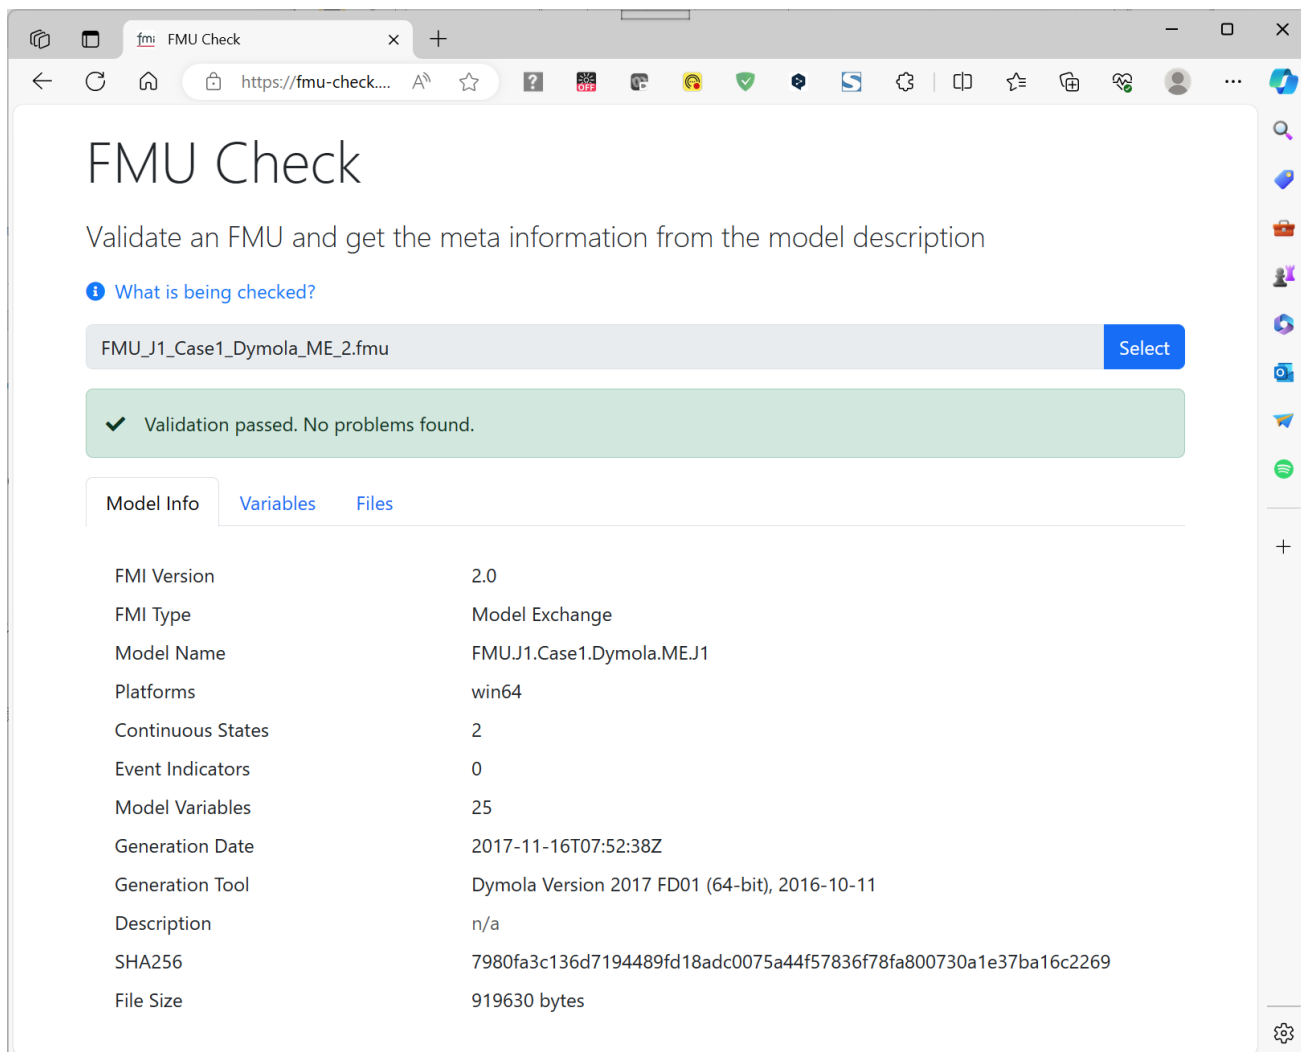 fmi FMU Check
https://fmu-check....
OFF
FMU Check
Validate an FMU and get the meta information from the model description
What is being checked?
FMU_J1_Case1_Dymola_ME_2.fmu Select
Validation passed. No problems found.
Model Info Variables Files
FMI Version 2.0
FMI Type Model Exchange
Model Name FMU.J1.Case1.Dymola.ME.J1
Platforms win64
Continuous States 2
Event Indicators 0
Model Variables 25
Generation Date 2017-11-16T07:52:38Z
Generation Tool Dymola Version 2017 FD01 (64-bit), 2016-10-11
Description n/a
SHA256 7980fa3c136d7194489fd18adc0075a44f57836f78fa800730a1e37ba16c2269
File Size 919630 bytes